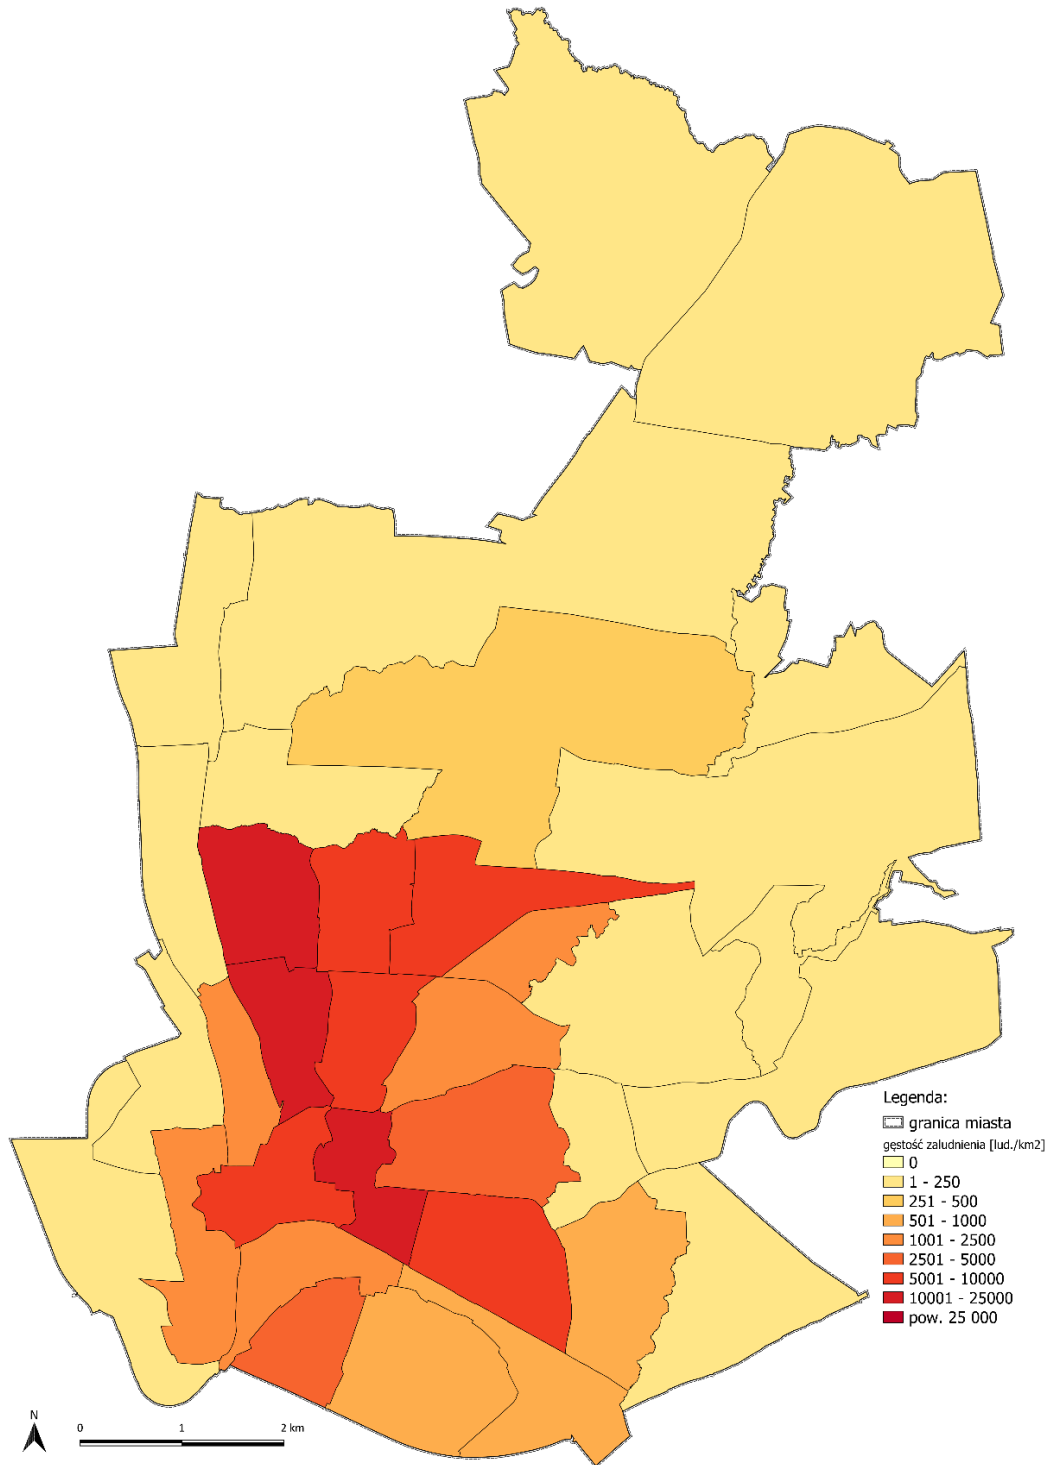 Legenda:
granica miasta
gęstość zaludnienia [lud./km2]
0
1 - 250
251 - 500
501 - 1000
1001 - 2500
2501 - 5000
5001 - 10000
10001 - 25000
pow. 25 000
N
0 1 2 km